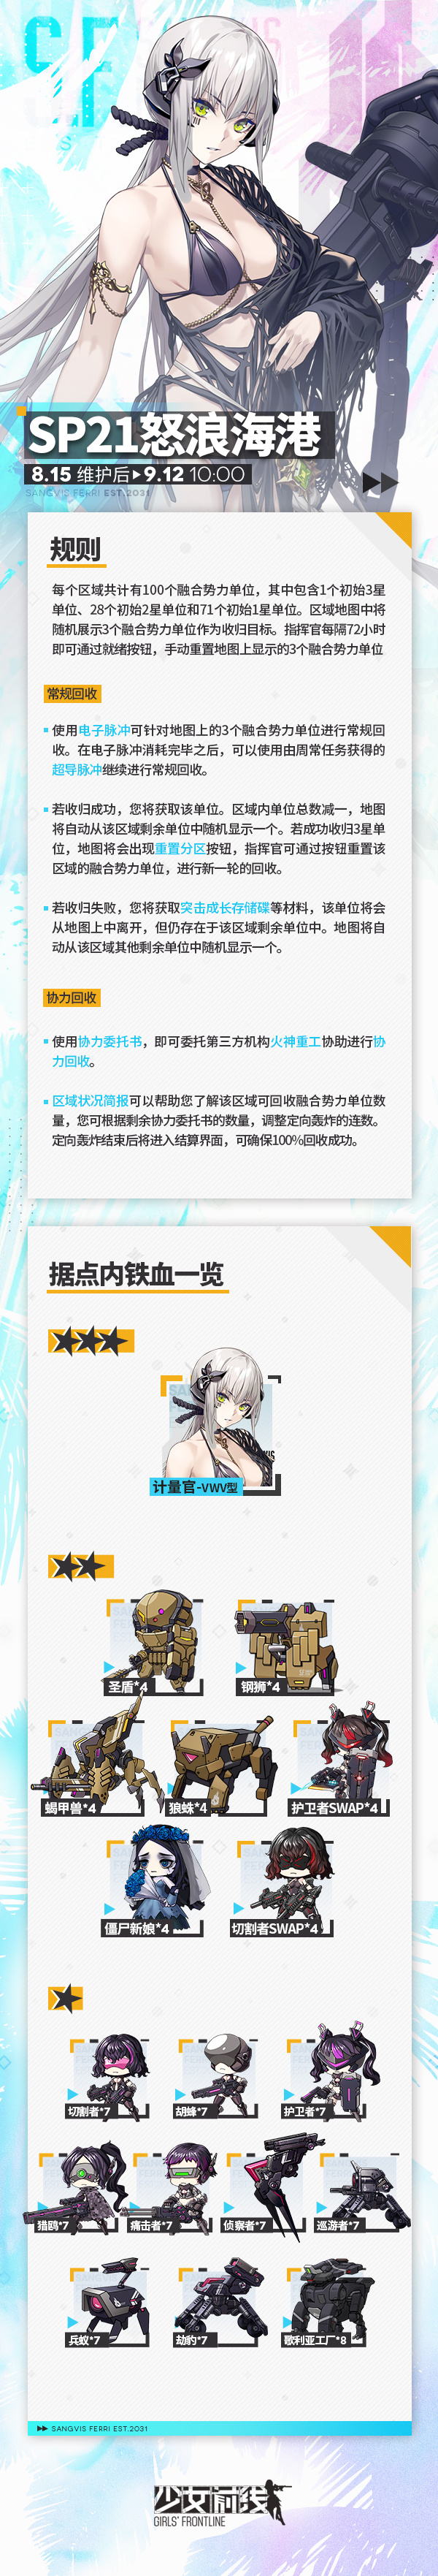 SP21怒浪海港
8.15 维护后▶9.12 10:00
SANGVIS FERRI EST.2031
规则
每个区域共计有100个融合势力单位，其中包含1个初始3星
单位、28个初始2星单位和71个初始1星单位。区域地图中将
随机展示3个融合势力单位作为收归目标。指挥官每隔72小时
即可通过就绪按钮，手动重置地图上显示的3个融合势力单位
常规回收
使用电子脉冲可针对地图上的3个融合势力单位进行常规回
收。在电子脉冲消耗完毕之后，可以使用由周常任务获得的
超导脉冲继续进行常规回收。
若收归成功，您将获取该单位。区域内单位总数减一，地图
将自动从该区域剩余单位中随机显示一个。若成功收归3星单
位，地图将会出现重置分区按钮，指挥官可通过按钮重置该
区域的融合势力单位，进行新一轮的回收。
若收归失败，您将获取突击成长存储碟等材料，该单位将会
从地图上中离开，但仍存在于该区域剩余单位中。地图将自
动从该区域其他剩余单位中随机显示一个。
协力回收
使用协力委托书，即可委托第三方机构火神重工协助进行协
力回收。
区域状况简报可以帮助您了解该区域可回收融合势力单位数
量，您可根据剩余协力委托书的数量，调整定向轰炸的连数。
定向轰炸结束后将进入结算界面，可确保100%回收成功。
据点内铁血一览
计量官-VWV型
圣盾*4
钢狮*4
蝎甲兽*4
狼蛛*4
护卫者SWAP*4
僵尸新娘*4
切割者SWAP*4
切割者*7
胡蜂*7
护卫者*7
猎鸥*7
痛击者*7
侦察者*7
巡游者*7
兵蚁*7
劫豹*7
歌利亚工厂*8
SANGVIS FERRI EST.2031
少女前线
GIRLS' FRONTLINE